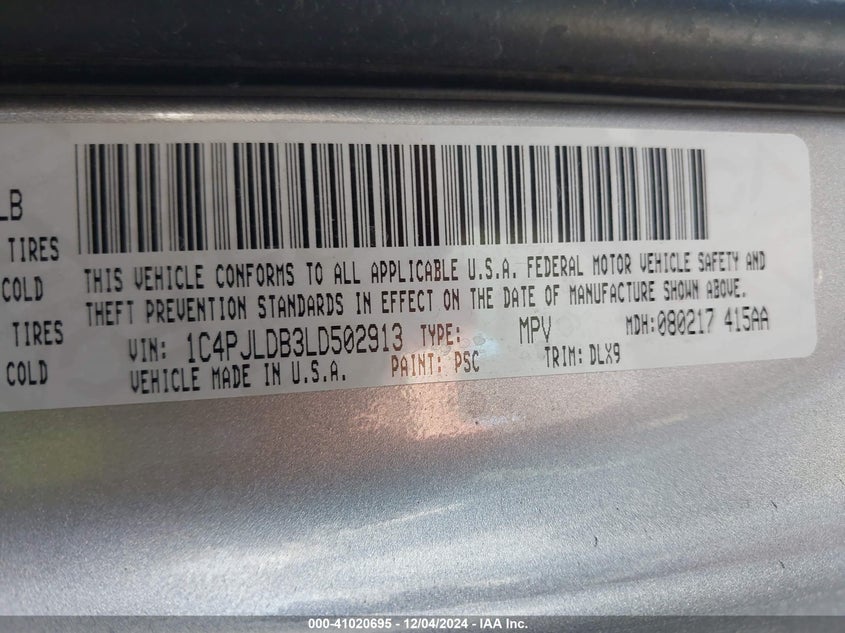 LB
TIRES
COLD
TIRES
COLD
THIS VEHICLE CONFORMS TO ALL APPLICABLE U.S.A. FEDERAL MOTOR VEHICLE SAFETY AND
THEFT PREVENTION STANDARDS IN EFFECT ON THE DATE OF MANUFACTURE SHOWN ABOVE.
VIN: 1C4PJLDB3LD502913 TYPE: MPV MDH:080217 415AA
VEHICLE MADE IN U.S.A. PAINT: PSC TRIM: DLX9
000-41020695 - 12/04/2024 - IAA Inc.